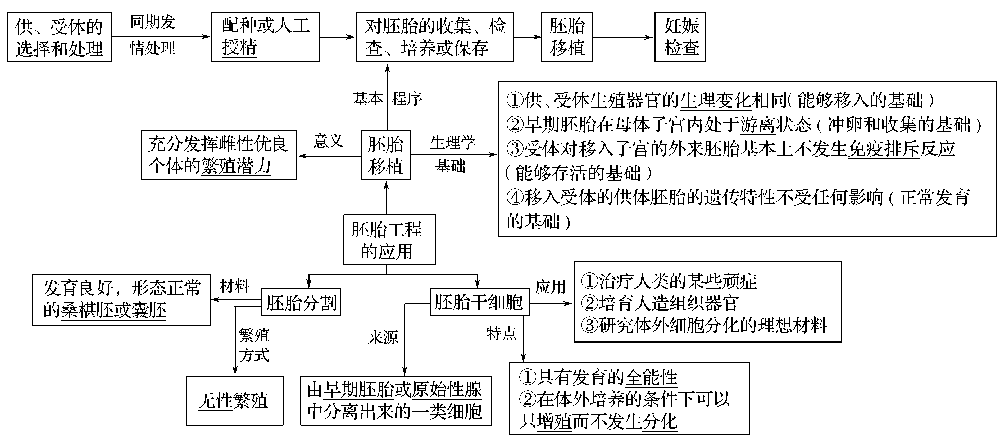 供、受体的
选择和处理
同期发
情处理
配种或人工
授精
对胚胎的收集、检
查、培养或保存
胚胎
移植
妊娠
检查
基本 程序
①供、受体生殖器官的生理变化相同(能够移入的基础)
②早期胚胎在母体子宫内处于游离状态(冲卵和收集的基础)
③受体对移入子宫的外来胚胎基本上不发生免疫排斥反应
(能够存活的基础)
④移入受体的供体胚胎的遗传特性不受任何影响(正常发育
的基础)
充分发挥雌性优良
个体的繁殖潜力
意义
胚胎
移植
生理学
基础
胚胎工程
的应用
发育良好，形态正常
的桑椹胚或囊胚
材料
胚胎分割
胚胎干细胞
应用
①治疗人类的某些顽症
②培育人造组织器官
③研究体外细胞分化的理想材料
繁殖
方式
来源
特点
无性繁殖
由早期胚胎或原始性腺
中分离出来的一类细胞
①具有发育的全能性
②在体外培养的条件下可以
只增殖而不发生分化